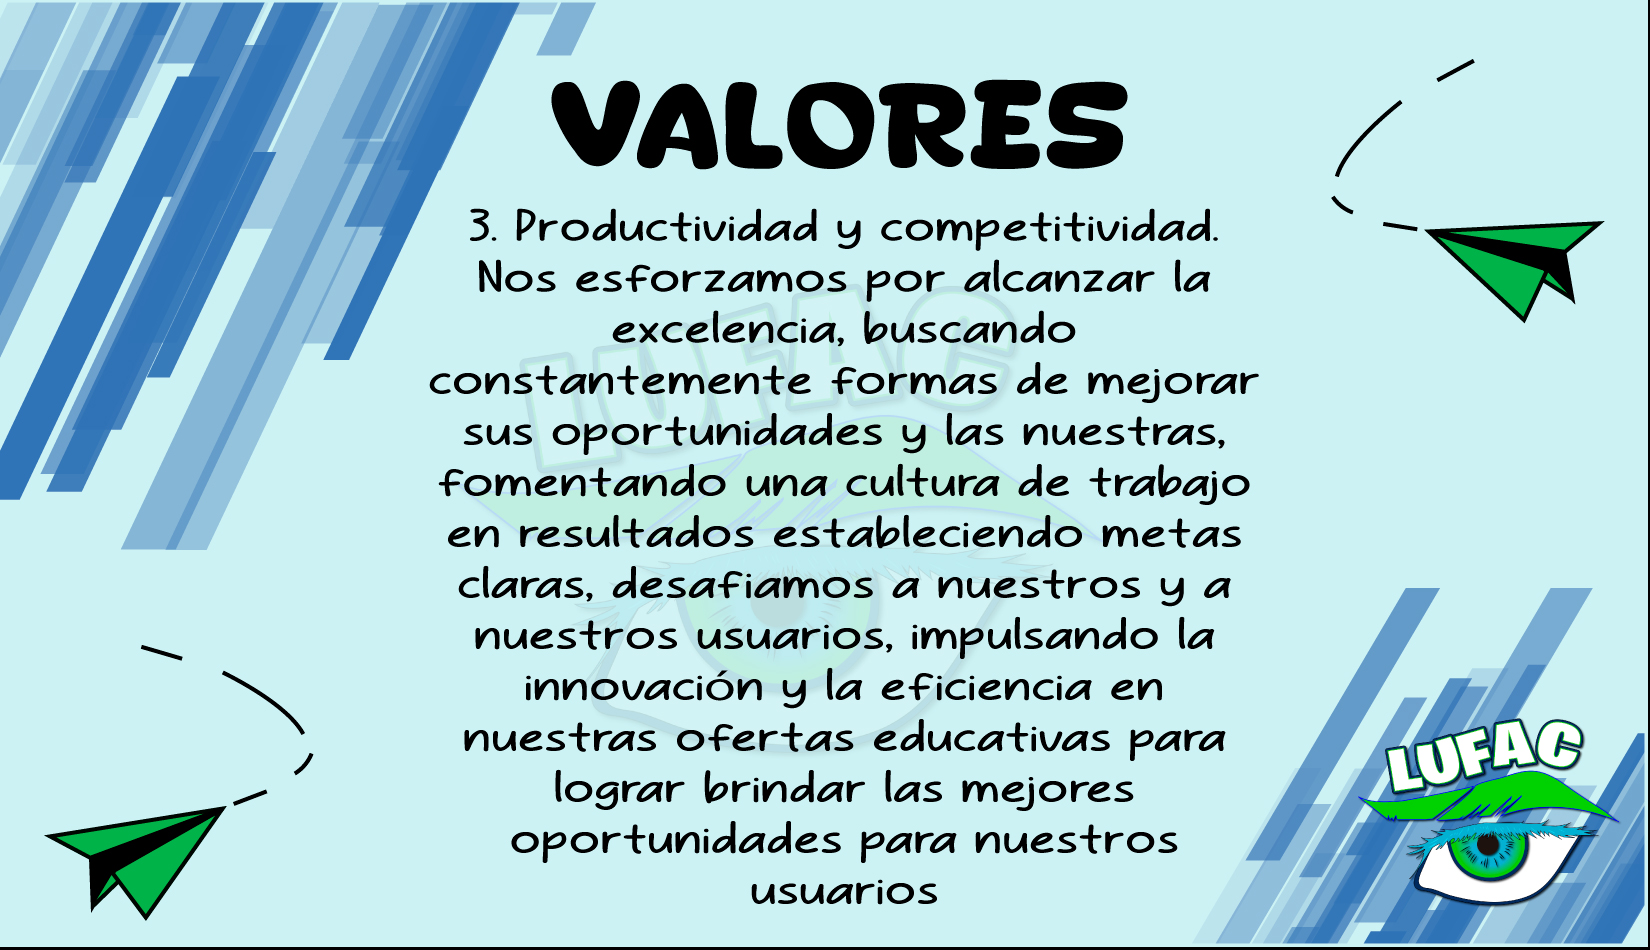 VALORES
3. Productividad y competitividad.
Nos esforzamos por alcanzar la
excelencia, buscando
constantemente formas de mejorar
sus oportunidades y las nuestras,
fomentando una cultura de trabajo
en resultados estableciendo metas
claras, desafiamos a nuestros y a
nuestros usuarios, impulsando la
innovación y la eficiencia en
nuestras ofertas educativas para
lograr brindar las mejores
oportunidades para nuestros
usuarios
LUFAC
LUFAC